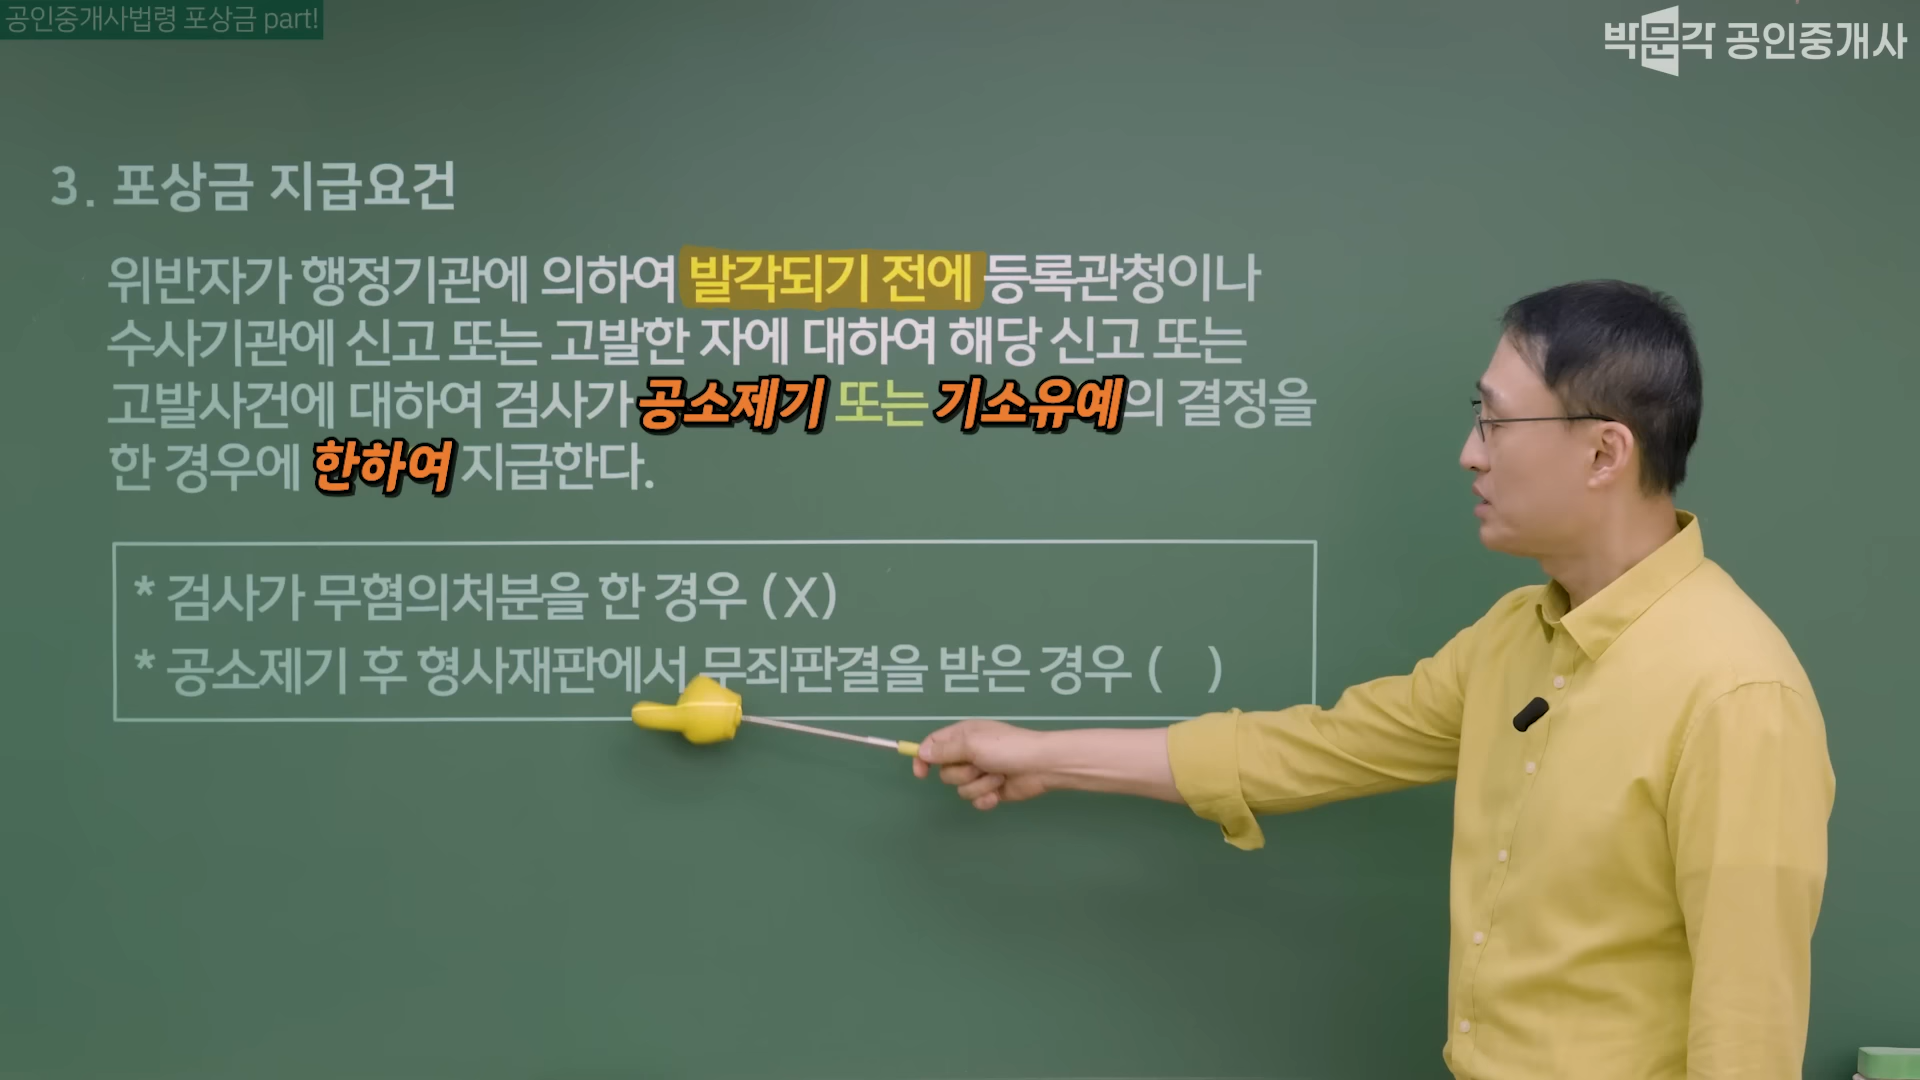 공인중개사법령 포상금 part!
박문각 공인중개사
3. 포상금 지급요건
위반자가 행정기관에 의하여 발각되기 전에 등록관청이나
수사기관에 신고 또는 고발한 자에 대하여 해당 신고 또는
고발사건에 대하여 검사가 공소제기 또는 기소유예의 결정을
한 경우에 한하여 지급한다.
* 검사가 무혐의처분을 한 경우 (X)
* 공소제기 후 형사재판에서 무죄판결을 받은 경우 ( )